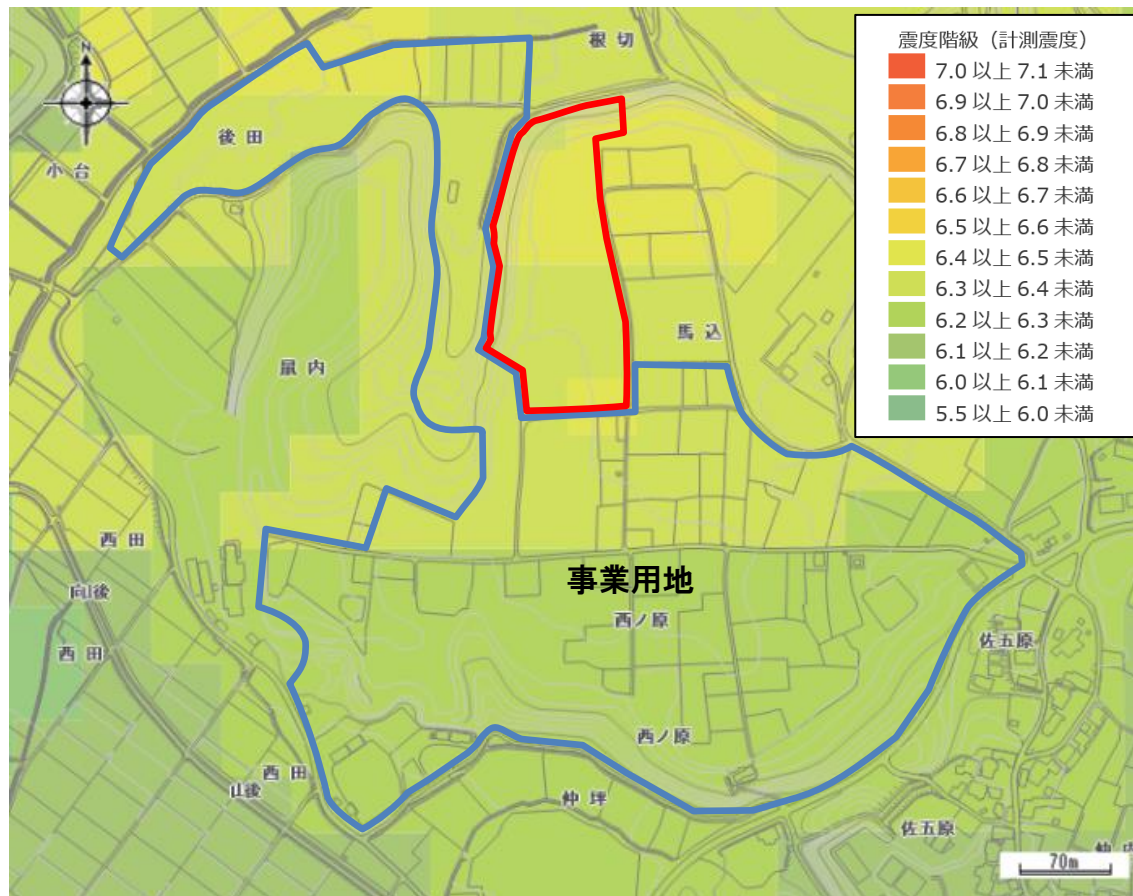 震度階級（計測震度）
7.0 以上 7.1 未満
6.9 以上 7.0 未満
6.8 以上 6.9 未満
6.7 以上 6.8 未満
6.6 以上 6.7 未満
6.5 以上 6.6 未満
6.4 以上 6.5 未満
6.3 以上 6.4 未満
6.2 以上 6.3 未満
6.1 以上 6.2 未満
6.0 以上 6.1 未満
5.5 以上 6.0 未満
N
根切
後田
小台
馬込
西田
事業用地
向山後
西ノ原
西田
佐五原
西ノ原
西田
山後
仲坪
佐五原
70m